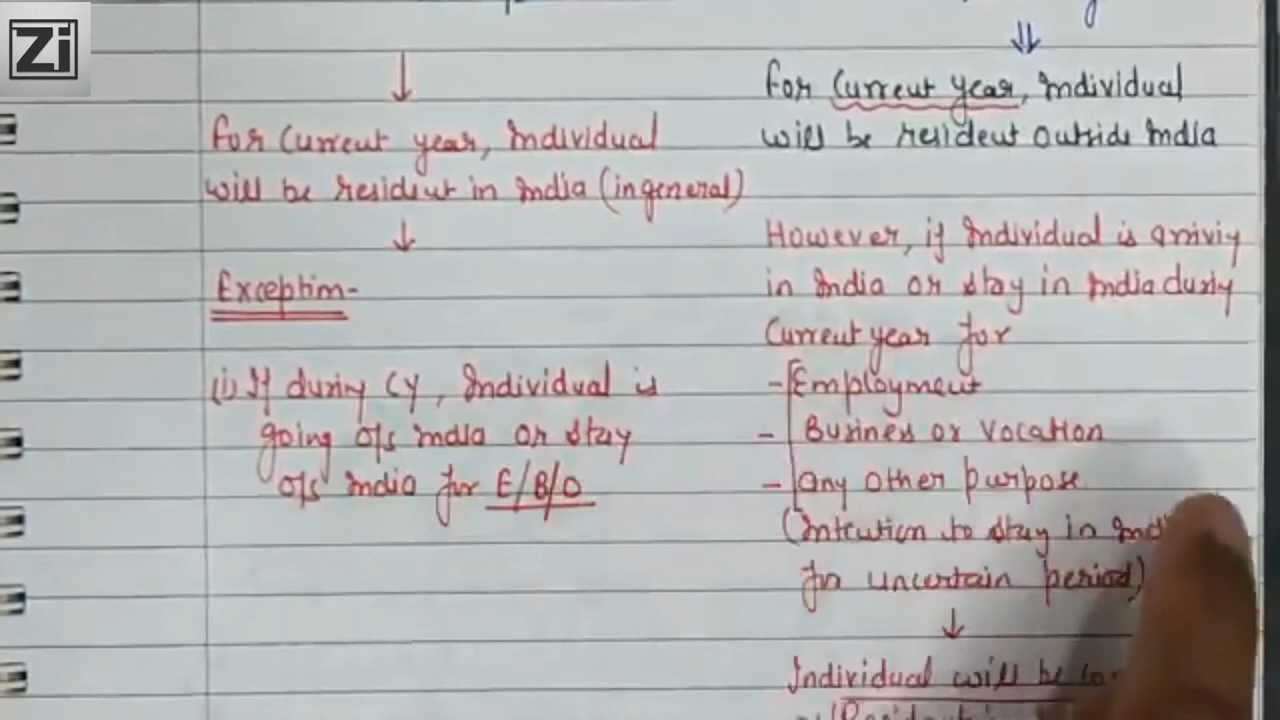 Zi
For Current year, Individual
will be resident in India (in general)
Exception-
(i) If during CY, Individual is
going o/s India or stay
o/s India for E/B/O
For Current year, Individual
will be resident outside India
However, if Individual is arriving
in India or stay in India during
Current year for
- Employment
- Business or Vocation
- Any other purpose
(Intention to stay in
for uncertain period)
Individual will be